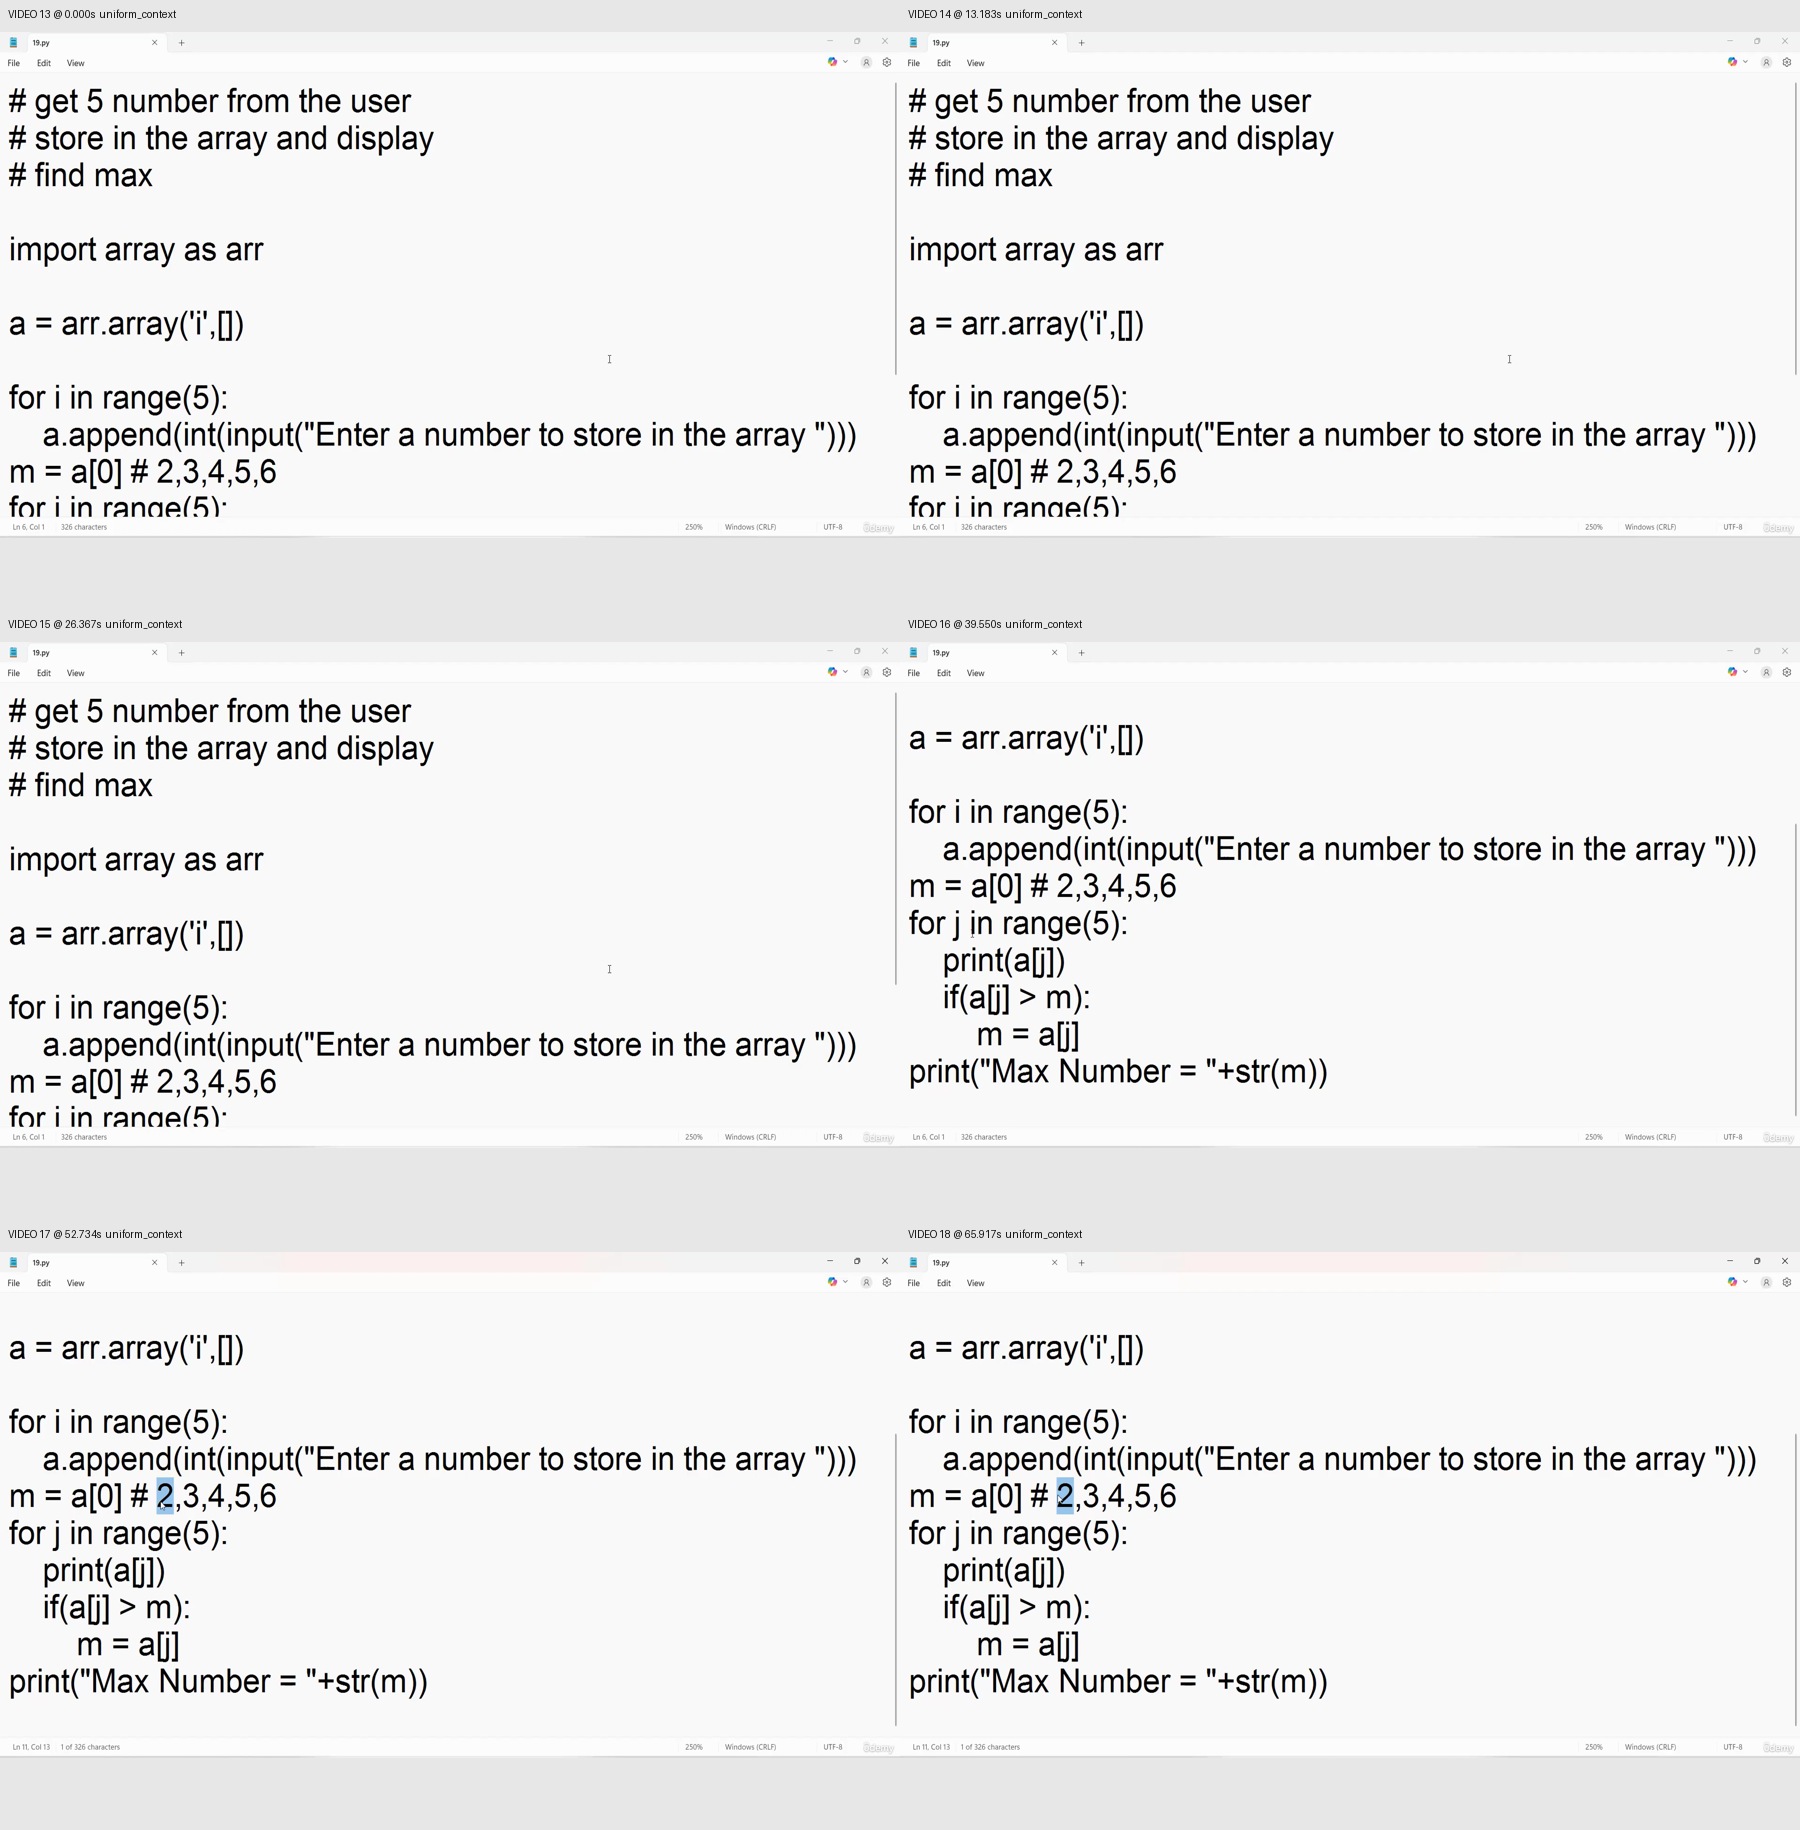 VIDEO 13 @ 0.000s uniform_context
19.py
File Edit View
# get 5 number from the user
# store in the array and display
# find max
import array as arr
a = arr.array('i',[])
for i in range(5):
a.append(int(input("Enter a number to store in the array ")))
m = a[0] # 2,3,4,5,6
for j in range(5):
Ln 6, Col 1 326 characters 250% Windows (CRLF) UTF-8 udemy
VIDEO 14 @ 13.183s uniform_context
19.py
File Edit View
# get 5 number from the user
# store in the array and display
# find max
import array as arr
a = arr.array('i',[])
for i in range(5):
a.append(int(input("Enter a number to store in the array ")))
m = a[0] # 2,3,4,5,6
for j in range(5):
Ln 6, Col 1 326 characters 250% Windows (CRLF) UTF-8 udemy
VIDEO 15 @ 26.367s uniform_context
19.py
File Edit View
# get 5 number from the user
# store in the array and display
# find max
import array as arr
a = arr.array('i',[])
for i in range(5):
a.append(int(input("Enter a number to store in the array ")))
m = a[0] # 2,3,4,5,6
for j in range(5):
Ln 6, Col 1 326 characters 250% Windows (CRLF) UTF-8 udemy
VIDEO 16 @ 39.550s uniform_context
19.py
File Edit View
a = arr.array('i',[])
for i in range(5):
a.append(int(input("Enter a number to store in the array ")))
m = a[0] # 2,3,4,5,6
for j in range(5):
print(a[j])
if(a[j] > m):
m = a[j]
print("Max Number = "+str(m))
Ln 6, Col 1 326 characters 250% Windows (CRLF) UTF-8 udemy
VIDEO 17 @ 52.734s uniform_context
19.py
File Edit View
a = arr.array('i',[])
for i in range(5):
a.append(int(input("Enter a number to store in the array ")))
m = a[0] # 2,3,4,5,6
for j in range(5):
print(a[j])
if(a[j] > m):
m = a[j]
print("Max Number = "+str(m))
Ln 11, Col 13 1 of 326 characters 250% Windows (CRLF) UTF-8 udemy
VIDEO 18 @ 65.917s uniform_context
19.py
File Edit View
a = arr.array('i',[])
for i in range(5):
a.append(int(input("Enter a number to store in the array ")))
m = a[0] # 2,3,4,5,6
for j in range(5):
print(a[j])
if(a[j] > m):
m = a[j]
print("Max Number = "+str(m))
Ln 11, Col 13 1 of 326 characters 250% Windows (CRLF) UTF-8 udemy